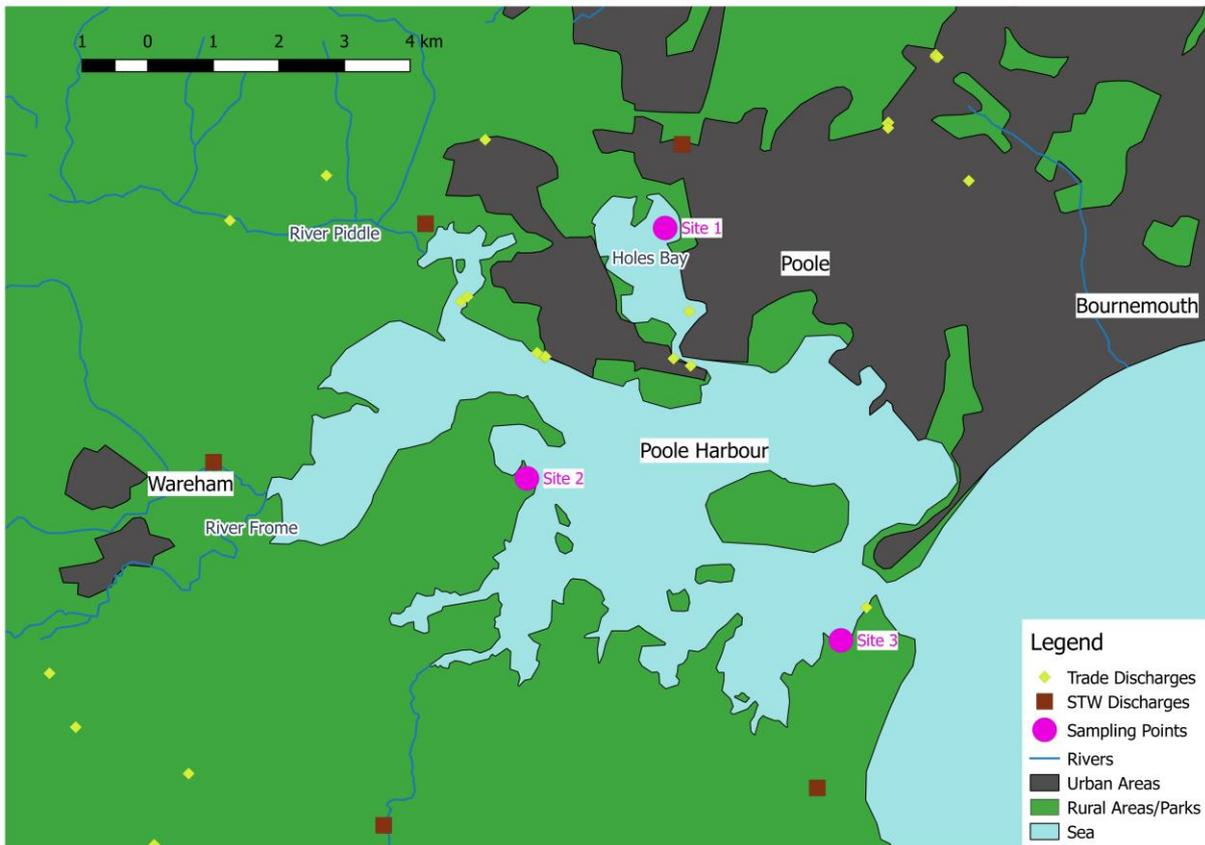 1 0 1 2 3 4 km
River Piddle
Site 1
Holes Bay
Poole
Bournemouth
Poole Harbour
Site 2
Wareham
River Frome
Site 3
Legend
Trade Discharges
STW Discharges
Sampling Points
Rivers
Urban Areas
Rural Areas/Parks
Sea